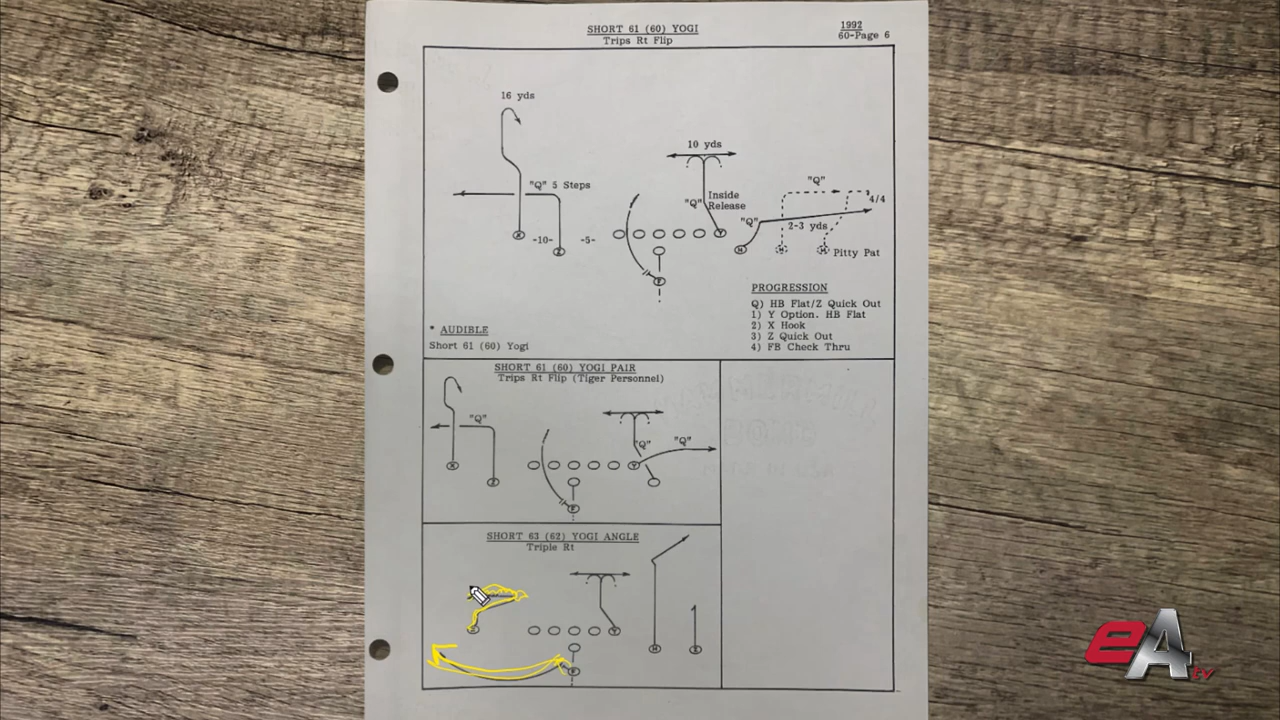 SHORT 61 (60) YOGI
Trips Rt Flip
1992
60-Page 6
16 yds
10 yds
"Q" 5 Steps
"Q"
Inside
"Q"
Release
4/4
"Q"
2-3 yds
X
-10-
-5-
Y
Z
H
H
H
Pitty Pat
F
PROGRESSION
Q) HB Flat/Z Quick Out
1) Y Option. HB Flat
2) X Hook
3) Z Quick Out
4) FB Check Thru
* AUDIBLE
Short 61 (60) Yogi
SHORT 61 (60) YOGI PAIR
Trips Rt Flip (Tiger Personnel)
"Q"
"Q"
"Q"
Y
F
SHORT 63 (62) YOGI ANGLE
Triple Rt
Y
H
eA tv